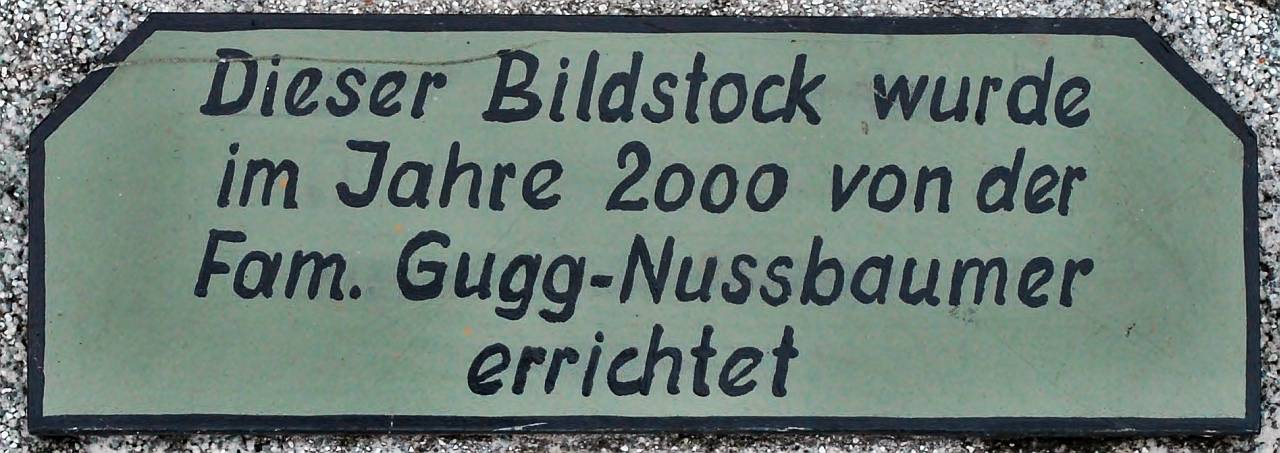 Dieser Bildstock wurde
im Jahre 2000 von der
Fam. Gugg-Nussbaumer
errichtet